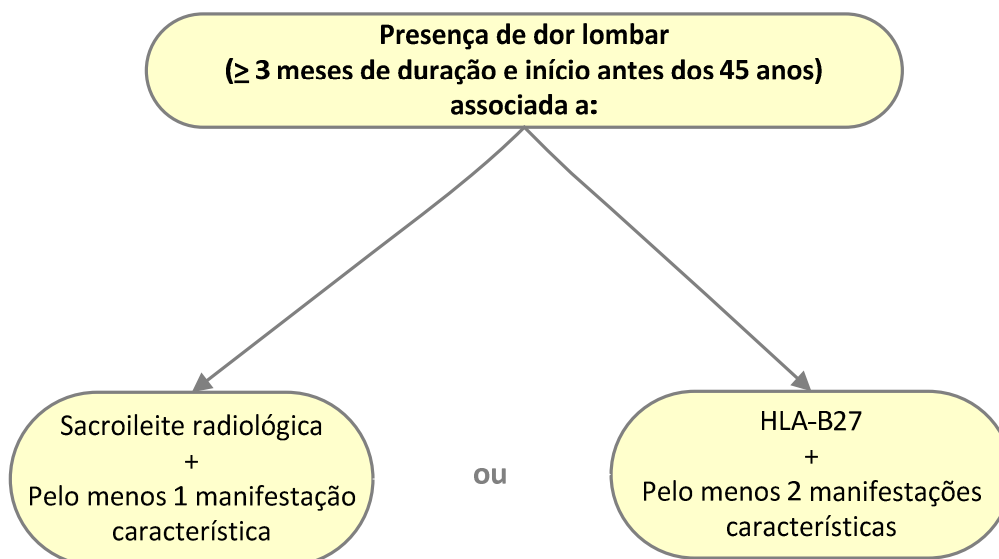 Presença de dor lombar
(≥ 3 meses de duração e início antes dos 45 anos)
associada a:
Sacroileite radiológica
+
Pelo menos 1 manifestação
característica
ou
HLA-B27
+
Pelo menos 2 manifestações
características